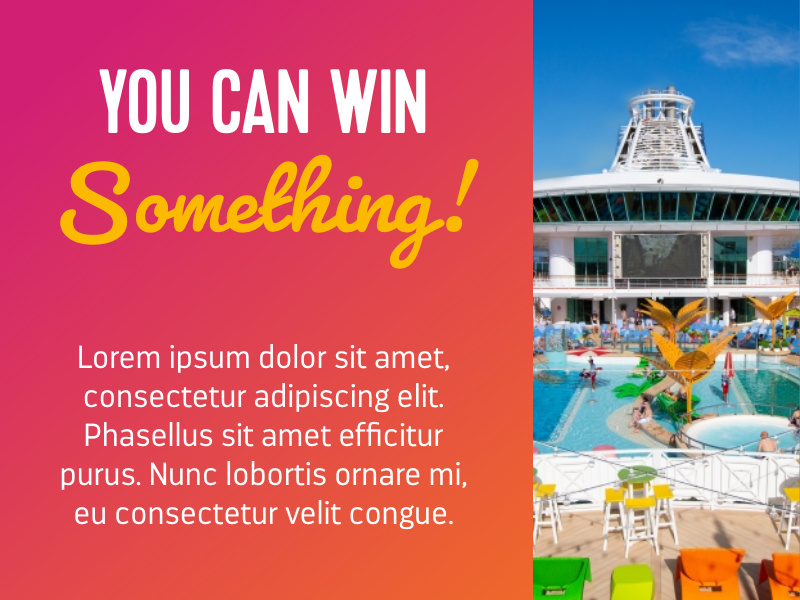 YOU CAN WIN
Something!
Lorem ipsum dolor sit amet,
consectetur adipiscing elit.
Phasellus sit amet efficitur
purus. Nunc lobortis ornare mi,
eu consectetur velit congue.